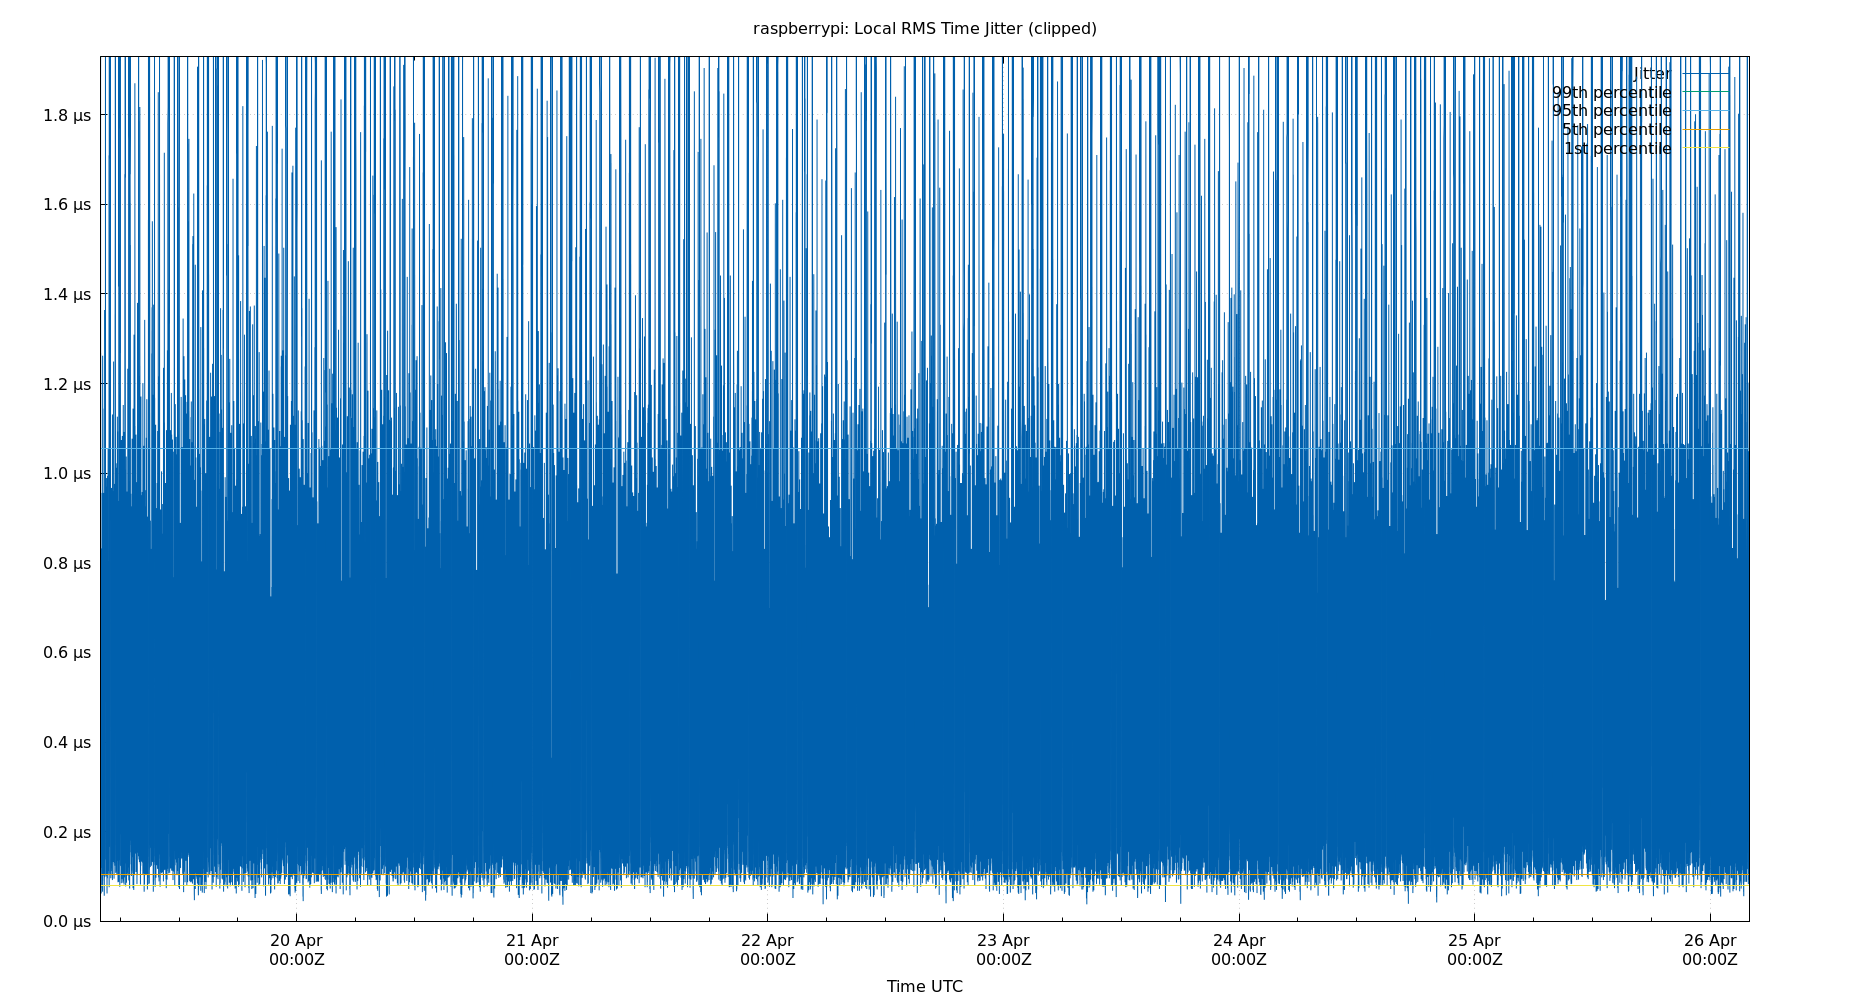 raspberrypi: Local RMS Time Jitter (clipped)
Jitter
99th percentile
95th percentile
5th percentile
1st percentile
1.8 µs
1.6 µs
1.4 µs
1.2 µs
1.0 µs
0.8 µs
0.6 µs
0.4 µs
0.2 µs
0.0 µs
20 Apr 21 Apr 22 Apr 23 Apr 24 Apr 25 Apr 26 Apr
00:00Z 00:00Z 00:00Z 00:00Z 00:00Z 00:00Z 00:00Z
Time UTC